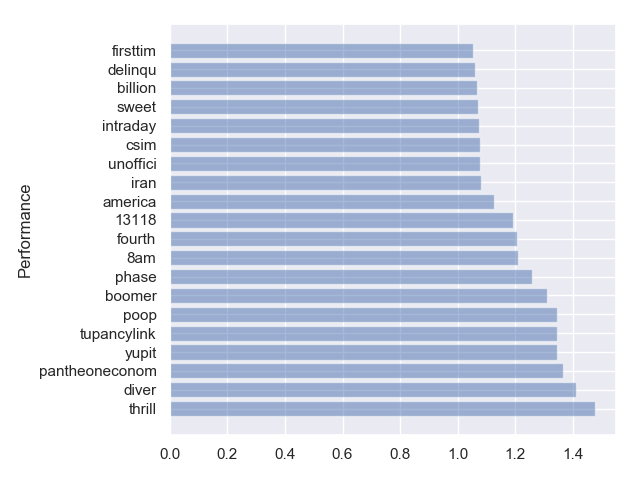 firsttim
delinqu
billion
sweet
intraday
csim
unoffici
iran
america
13118
fourth
8am
phase
boomer
poop
tupancylink
yupit
pantheoneconom
diver
thrill
Performance
0.0 0.2 0.4 0.6 0.8 1.0 1.2 1.4